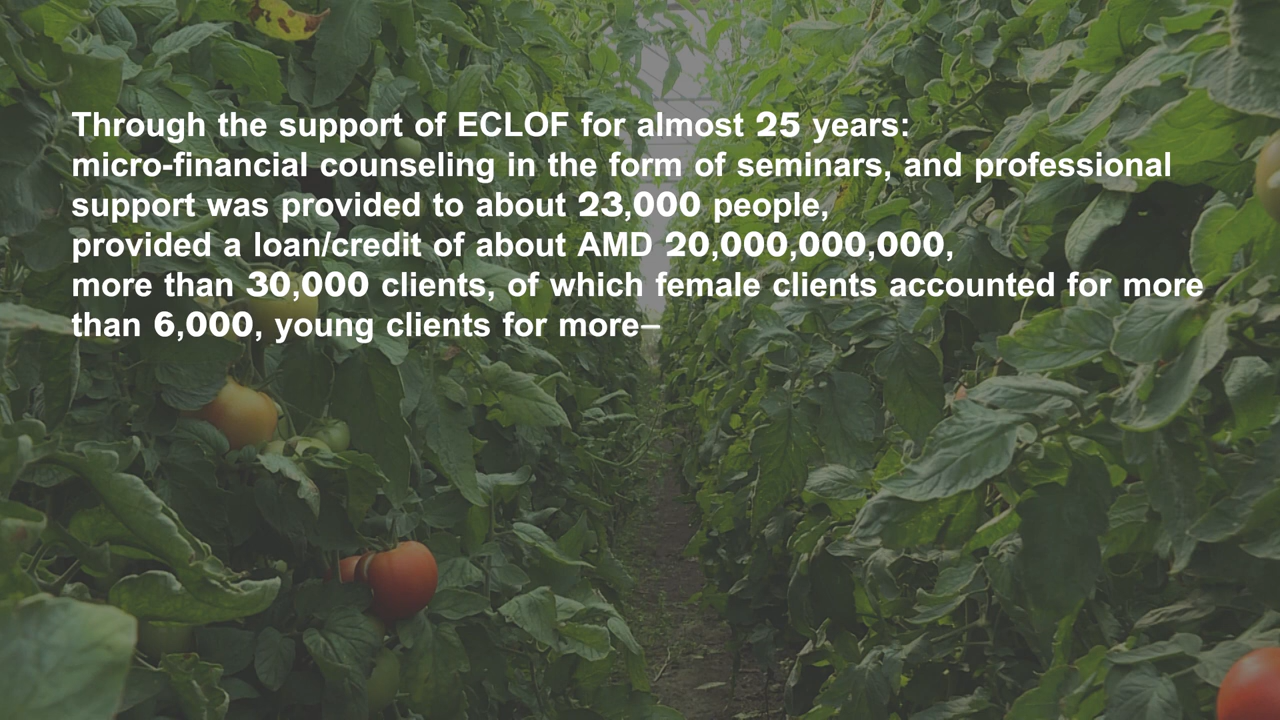 Through the support of ECLOF for almost 25 years:
micro-financial counseling in the form of seminars, and professional
support was provided to about 23,000 people,
provided a loan/credit of about AMD 20,000,000,000,
more than 30,000 clients, of which female clients accounted for more
than 6,000, young clients for more–